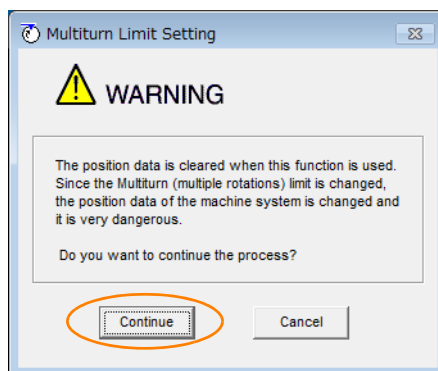 Multiturn Limit Setting
WARNING
The position data is cleared when this function is used.
Since the Multiturn (multiple rotations) limit is changed,
the position data of the machine system is changed and
it is very dangerous.
Do you want to continue the process?
Continue
Cancel